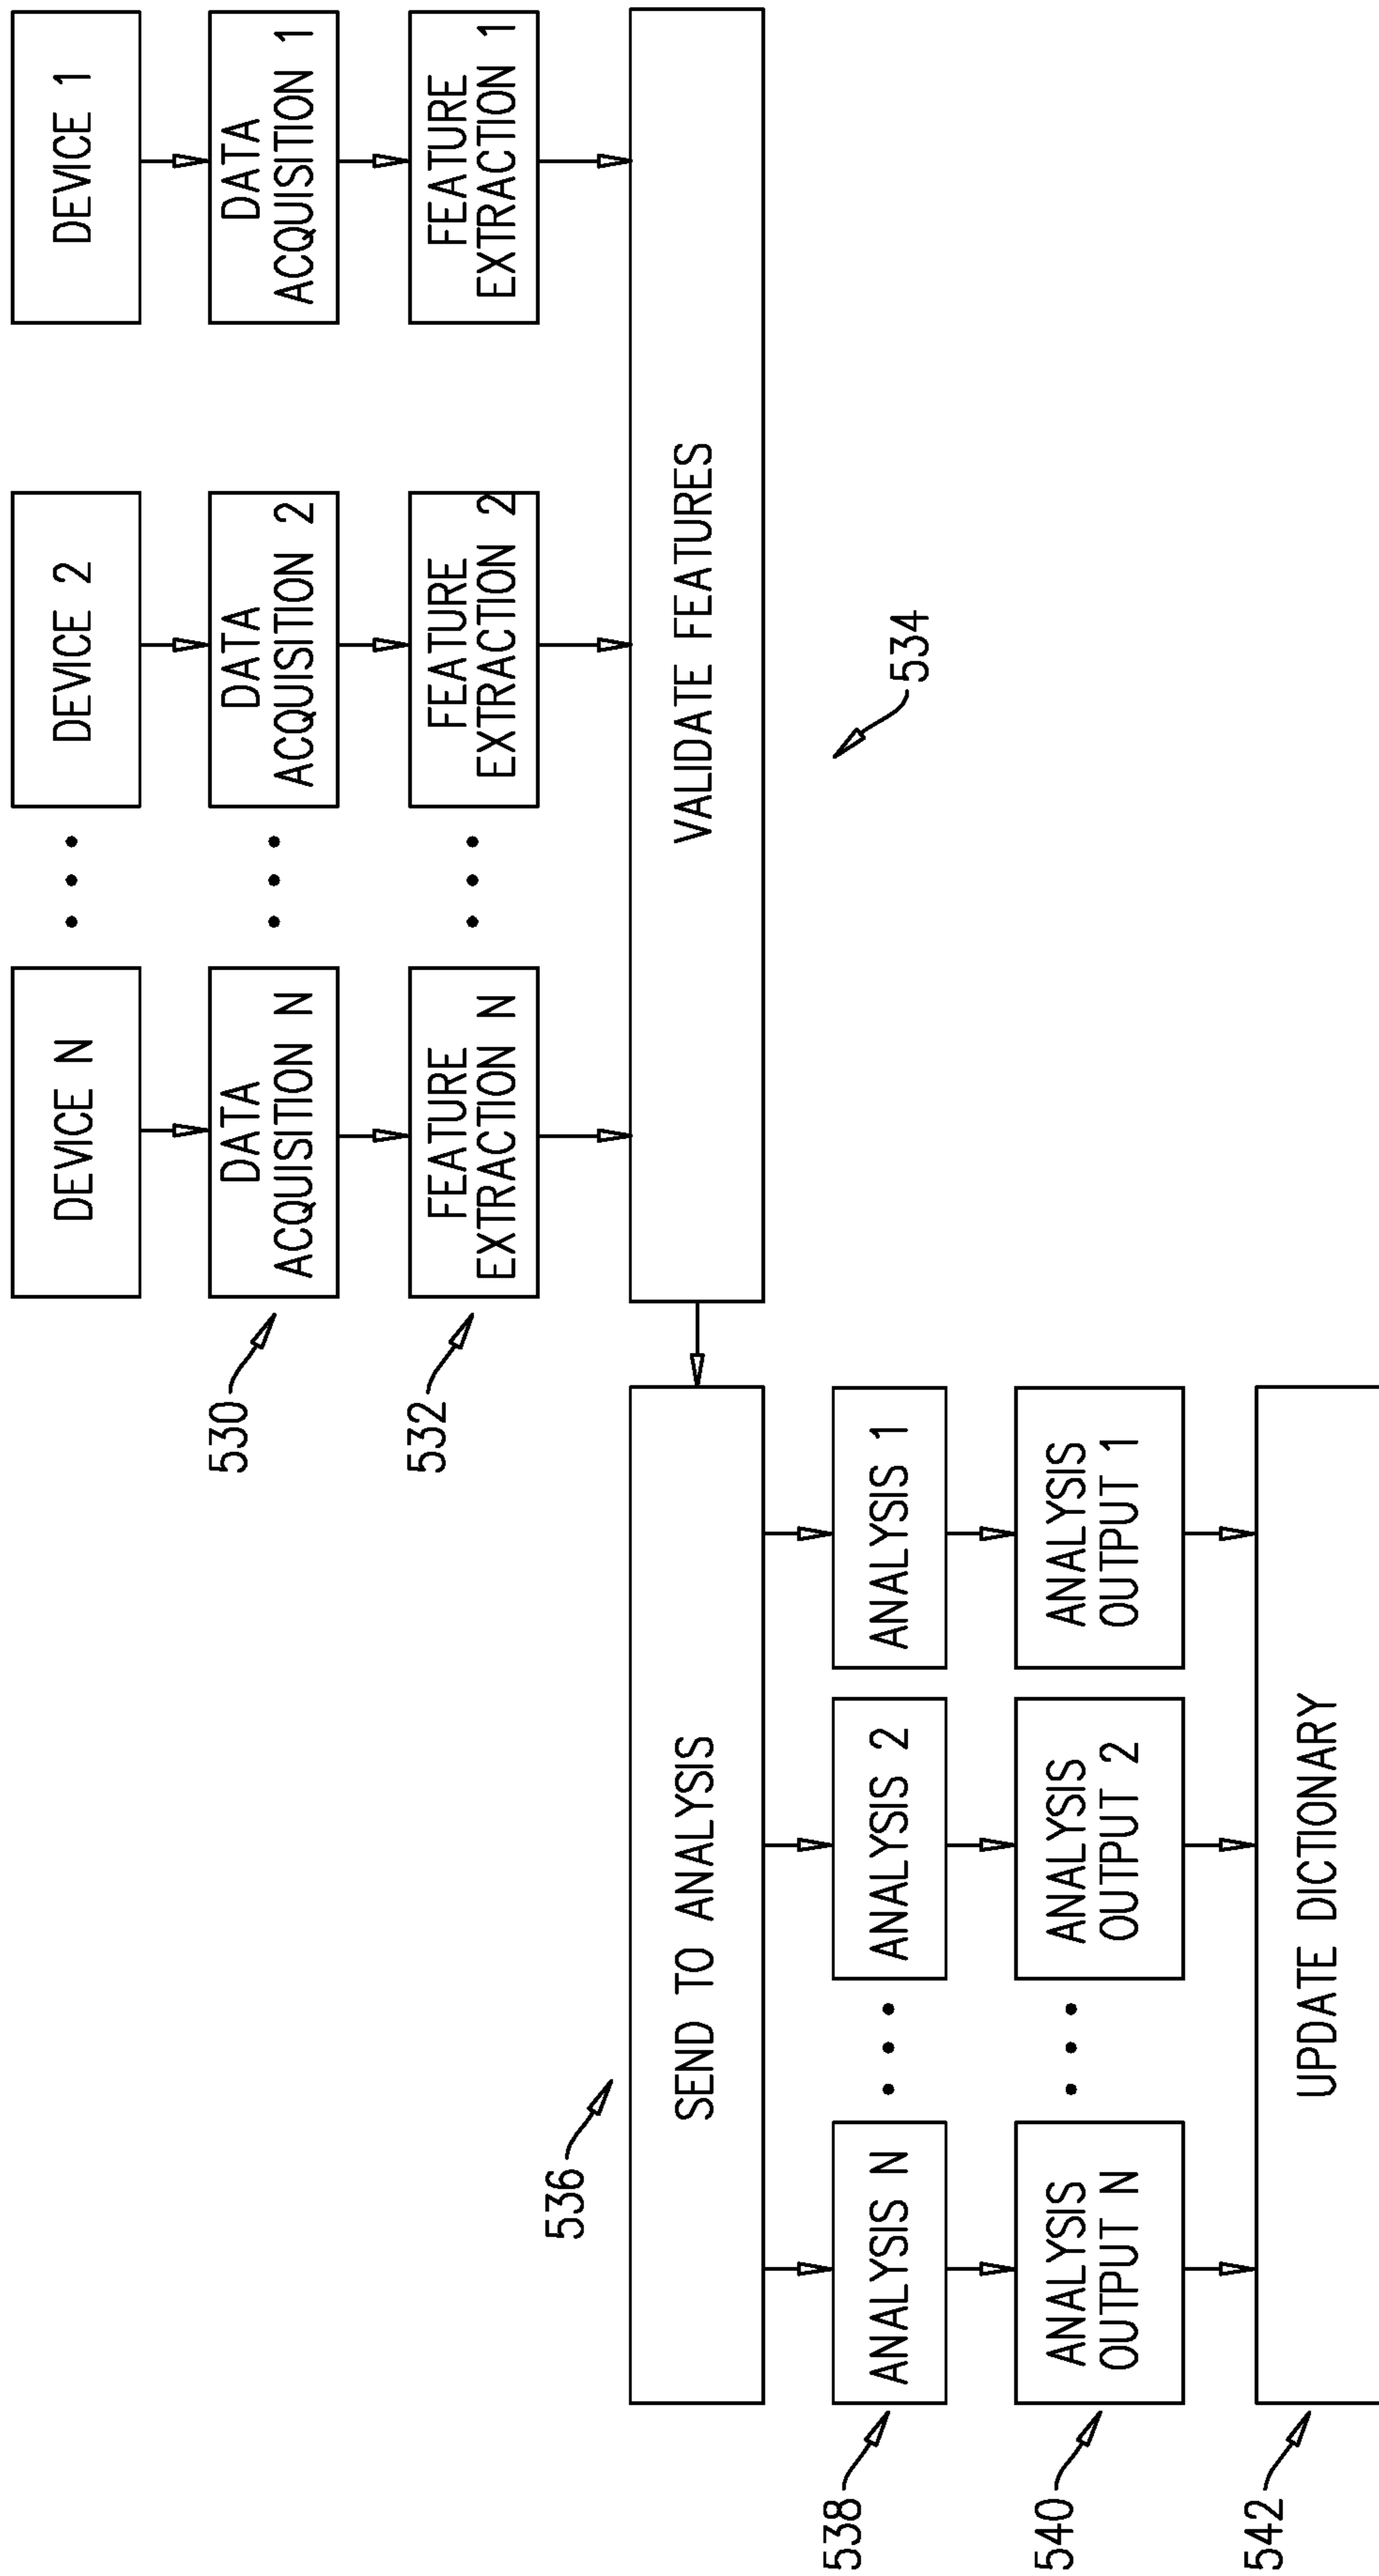 DEVICE N
DEVICE 2
DEVICE 1
530
DATA
ACQUISITION N
DATA
ACQUISITION 2
DATA
ACQUISITION 1
532
FEATURE
EXTRACTION N
FEATURE
EXTRACTION 2
FEATURE
EXTRACTION 1
536
SEND TO ANALYSIS
VALIDATE FEATURES
534
538
ANALYSIS N
ANALYSIS 2
ANALYSIS 1
540
ANALYSIS
OUTPUT N
ANALYSIS
OUTPUT 2
ANALYSIS
OUTPUT 1
542
UPDATE DICTIONARY